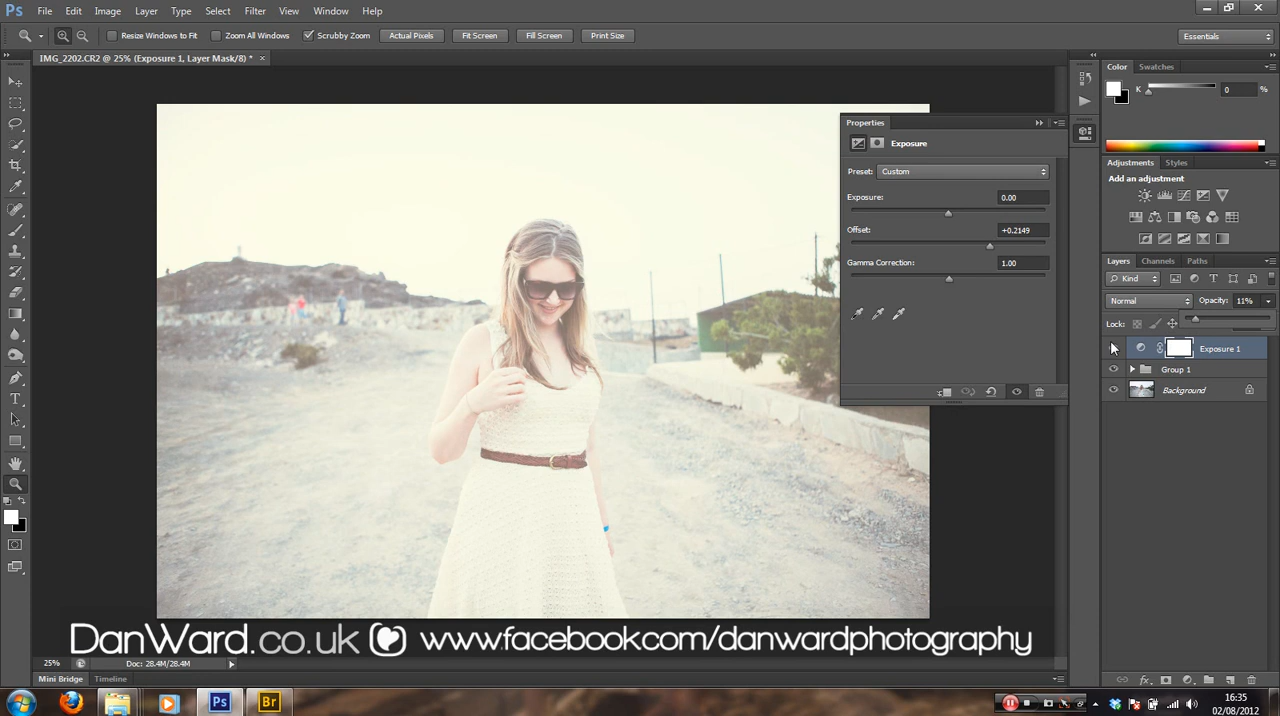 Ps File Edit Image Layer Type Select Filter View Window Help
Resize Windows to Fit Zoom All Windows Scrubby Zoom Actual Pixels Fit Screen Fill Screen Print Size Essentials
IMG_2202.CR2 @ 25% (Exposure 1, Layer Mask/8) *
Color Swatches
K 0 %
Properties
Exposure
Preset: Custom
Exposure: 0.00
Offset: +0.2149
Gamma Correction: 1.00
Adjustments Styles
Add an adjustment
Layers Channels Paths
Kind
Normal Opacity: 11%
Lock:
Exposure 1
Group 1
Background
DanWard.co.uk www.facebook.com/danwardphotography
25% Doc: 28.4M/28.4M
Mini Bridge Timeline
Ps Br
16:35
02/08/2012